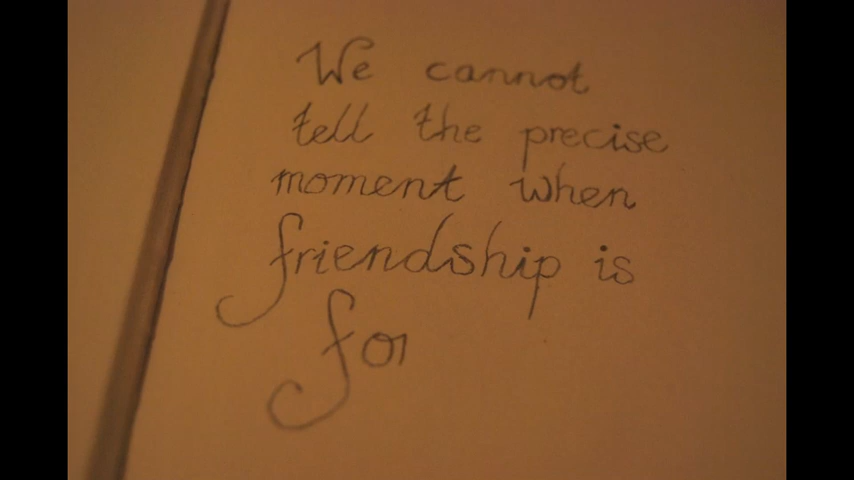 We cannot
tell the precise
moment when
friendship is
for